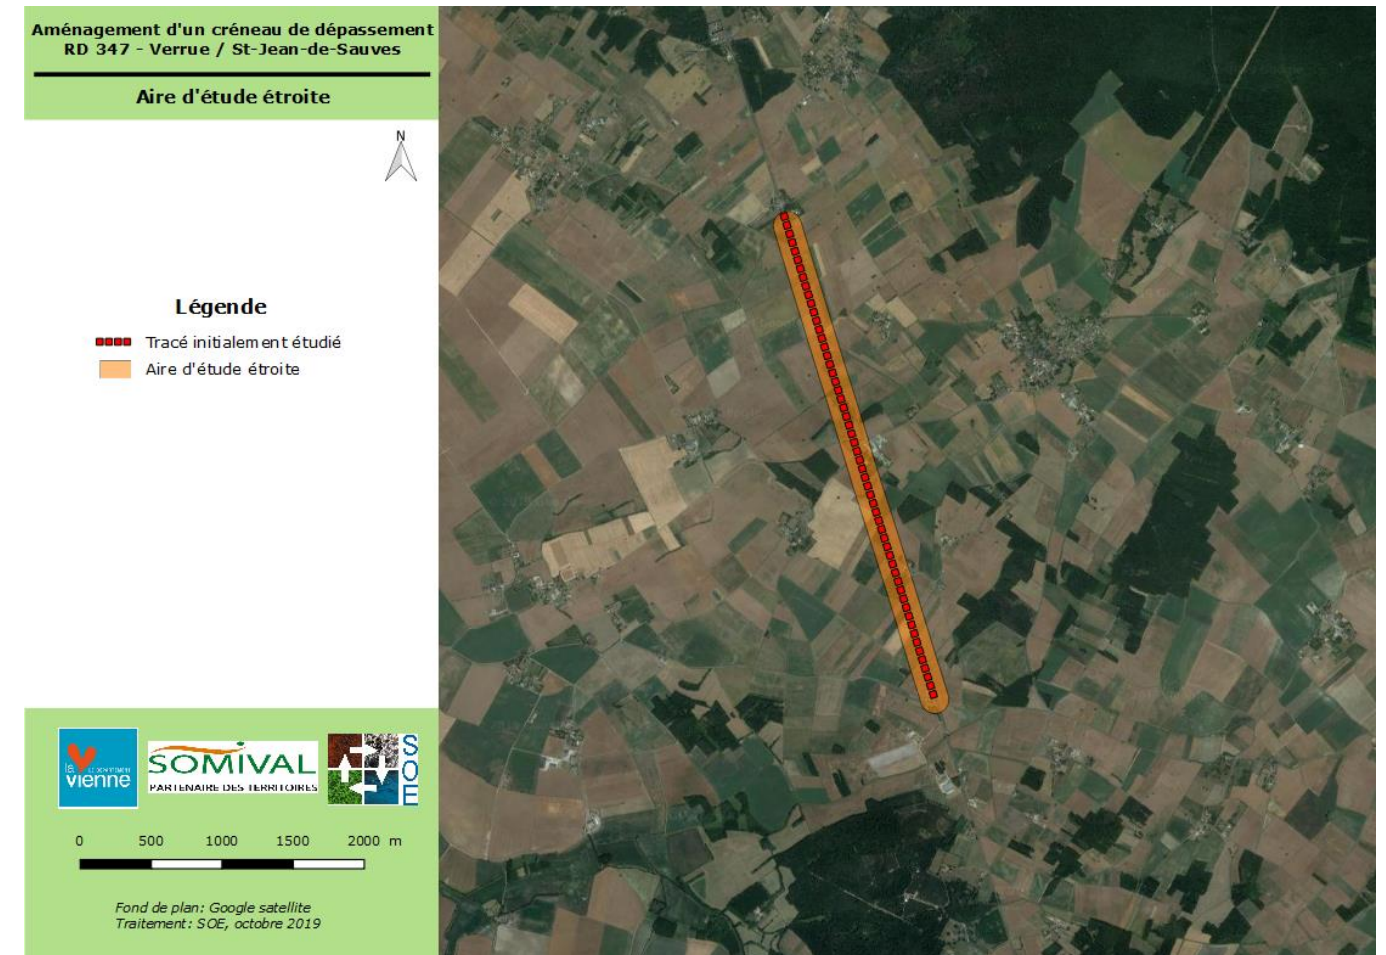 Aménagement d'un créneau de dépassement
RD 347 - Verrue / St-Jean-de-Sauves
Aire d'étude étroite
N
Légende
Tracé initialement étudié
Aire d'étude étroite
la
vienne
SOMIVAL
PARTENAIRE DES TERRITOIRES
SOE
0 500 1000 1500 2000 m
Fond de plan: Google satellite
Traitement: SOE, octobre 2019